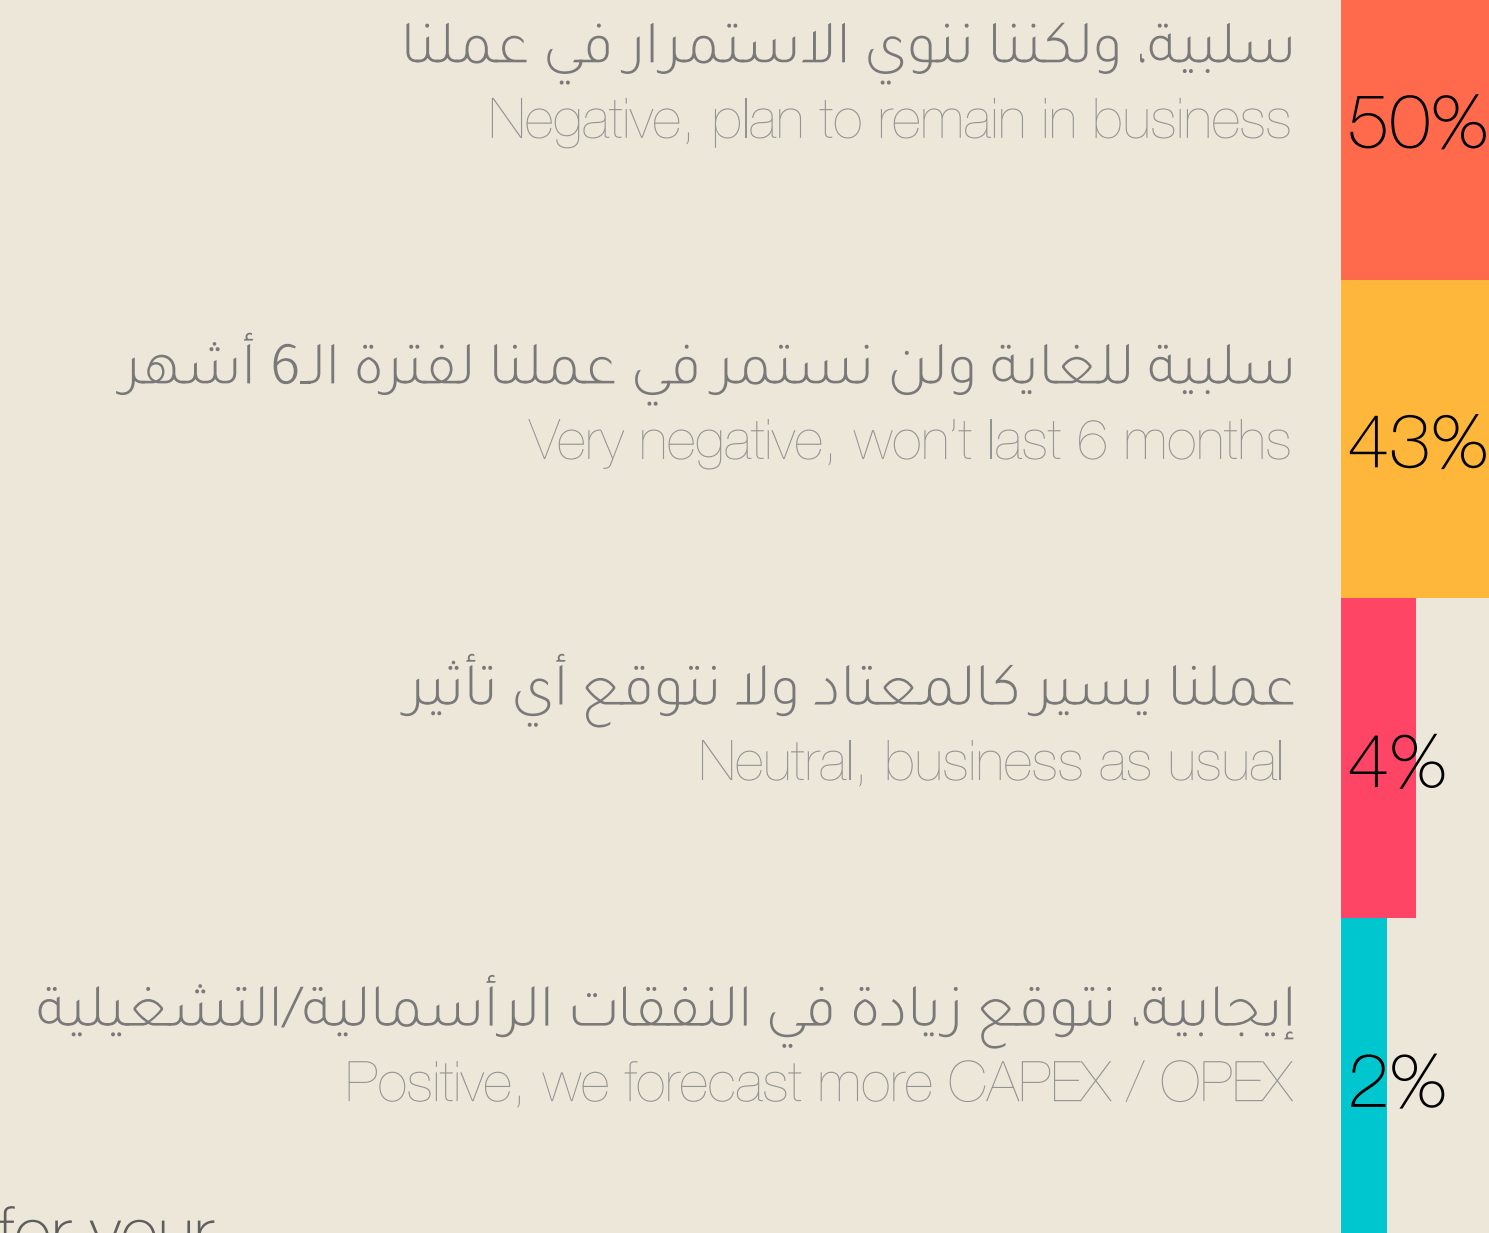 سلبية، ولكننا ننوي الاستمرار في عملنا
Negative, plan to remain in business
50%
سلبية للغاية ولن نستمر في عملنا لفترة الـ6 أشهر
Very negative, won't last 6 months
43%
عملنا يسير كالمعتاد ولا نتوقع أي تأثير
Neutral, business as usual
4%
إيجابية، نتوقع زيادة في النفقات الرأسمالية/التشغيلية
Positive, we forecast more CAPEX / OPEX
2%
for your